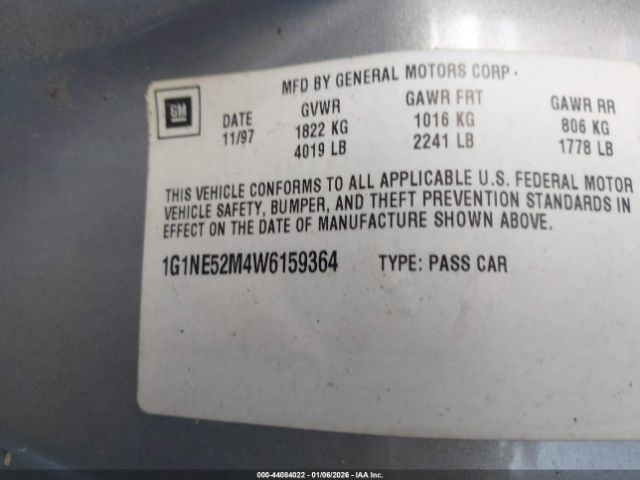 MFD BY GENERAL MOTORS CORP.
GM
DATE GVWR GAWR FRT GAWR RR
11/97 1822 KG 1016 KG 806 KG
4019 LB 2241 LB 1778 LB
THIS VEHICLE CONFORMS TO ALL APPLICABLE U.S. FEDERAL MOTOR
VEHICLE SAFETY, BUMPER, AND THEFT PREVENTION STANDARDS IN
EFFECT ON THE DATE OF MANUFACTURE SHOWN ABOVE.
1G1NE52M4W6159364 TYPE: PASS CAR
000-44084022 - 01/06/2026 - IAA Inc.